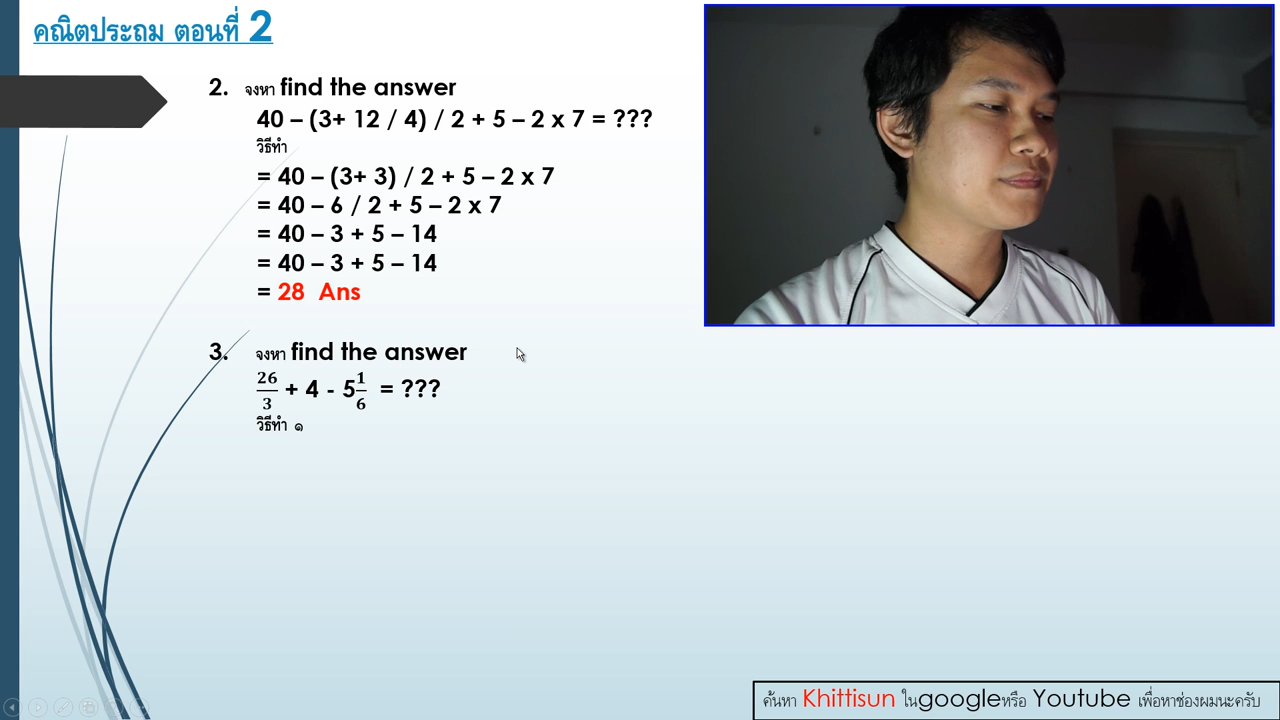 คณิตประถม ตอนที่ 2
2. จงหา find the answer
40 – (3+ 12 / 4) / 2 + 5 – 2 x 7 = ???
วิธีทำ
= 40 – (3+ 3) / 2 + 5 – 2 x 7
= 40 – 6 / 2 + 5 – 2 x 7
= 40 – 3 + 5 – 14
= 40 – 3 + 5 – 14
= 28 Ans
3. จงหา find the answer
26/3 + 4 - 5 1/6 = ???
วิธีทำ ๑
ค้นหา Khittisun ในgoogleหรือ Youtube เพื่อหาช่องผมนะครับ